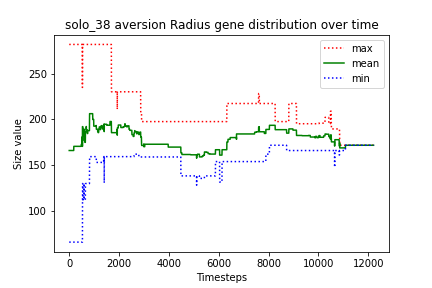 solo_38 aversion Radius gene distribution over time
max
mean
min
Size value
250
200
150
100
0
2000
4000
6000
8000
10000
12000
Timesteps